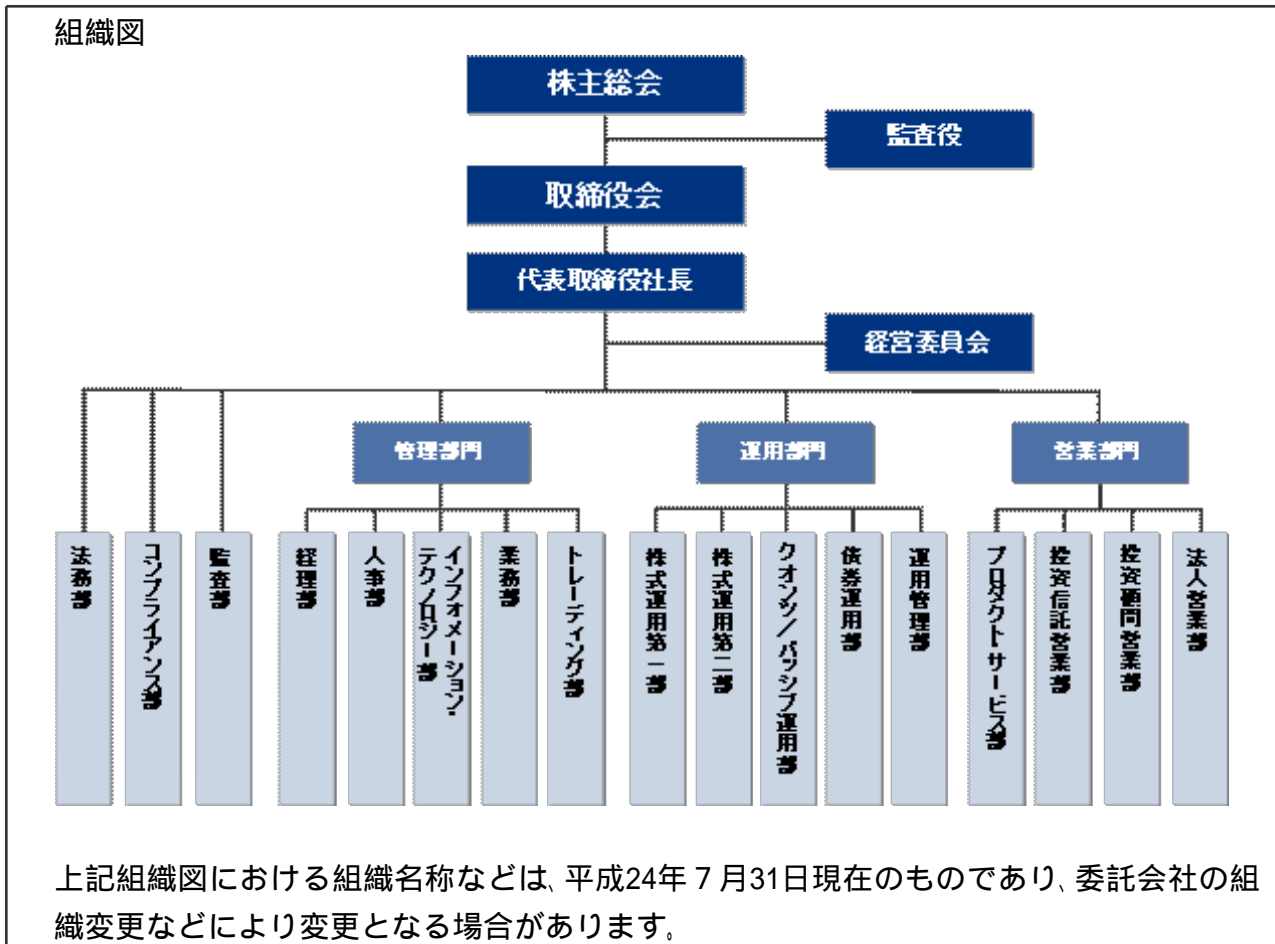 組織図
株主総会
監査役
取締役会
代表取締役社長
経営委員会
管理部門
運用部門
営業部門
法務部
コンプライアンス部
監査部
経理部
人事部
インフォメーション・
テクノロジー部
業務部
トレーディング部
株式運用第一部
株式運用第二部
クオンツ/パッシブ運用部
債券運用部
運用管理部
プロダクトサービス部
投資信託営業部
投資顧問営業部
法人営業部
上記組織図における組織名称などは、平成24年7月31日現在のものであり、委託会社の組
織変更などにより変更となる場合があります。